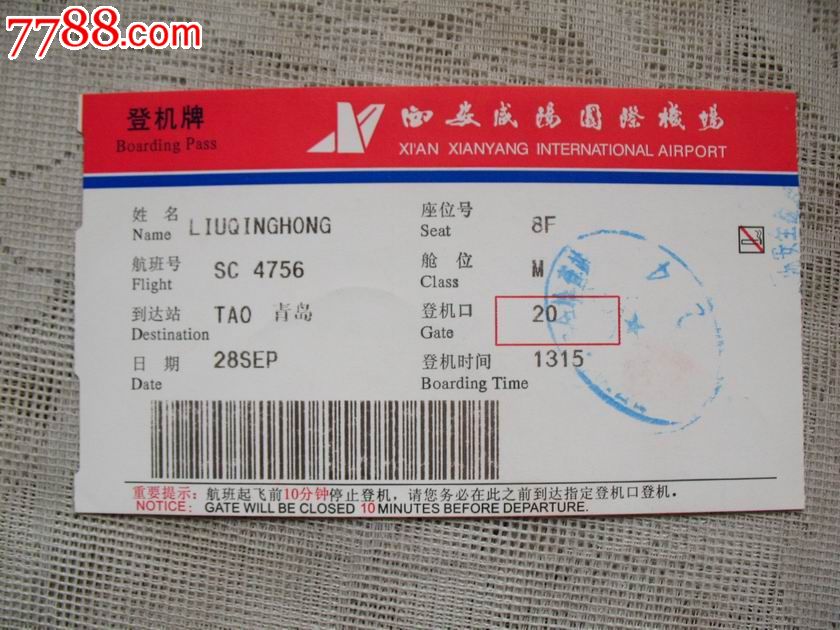 7788.com
登机牌
Boarding Pass
西安咸陽國際機場
XI'AN XIANYANG INTERNATIONAL AIRPORT
姓名 LIUQINGHONG 座位号 8F
Name Seat
航班号 SC 4756 舱位 M
Flight Class
到达站 TAO 青岛 登机口 20
Destination Gate
日期 28SEP 登机时间 1315
Date Boarding Time
重要提示：航班起飞前10分钟停止登机，请您务必在此之前到达指定登机口登机。
NOTICE: GATE WILL BE CLOSED 10 MINUTES BEFORE DEPARTURE.